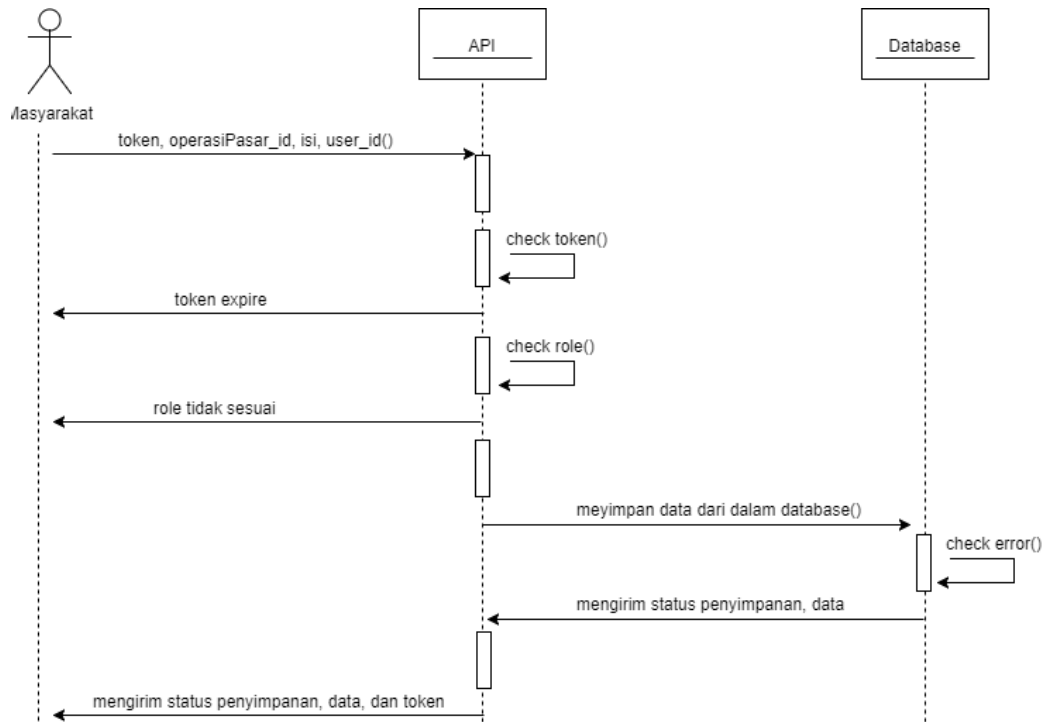 API
Database
Masyarakat
token, operasiPasar_id, isi, user_id()
check token()
token expire
check role()
role tidak sesuai
meyimpan data dari dalam database()
check error()
mengirim status penyimpanan, data
mengirim status penyimpanan, data, dan token